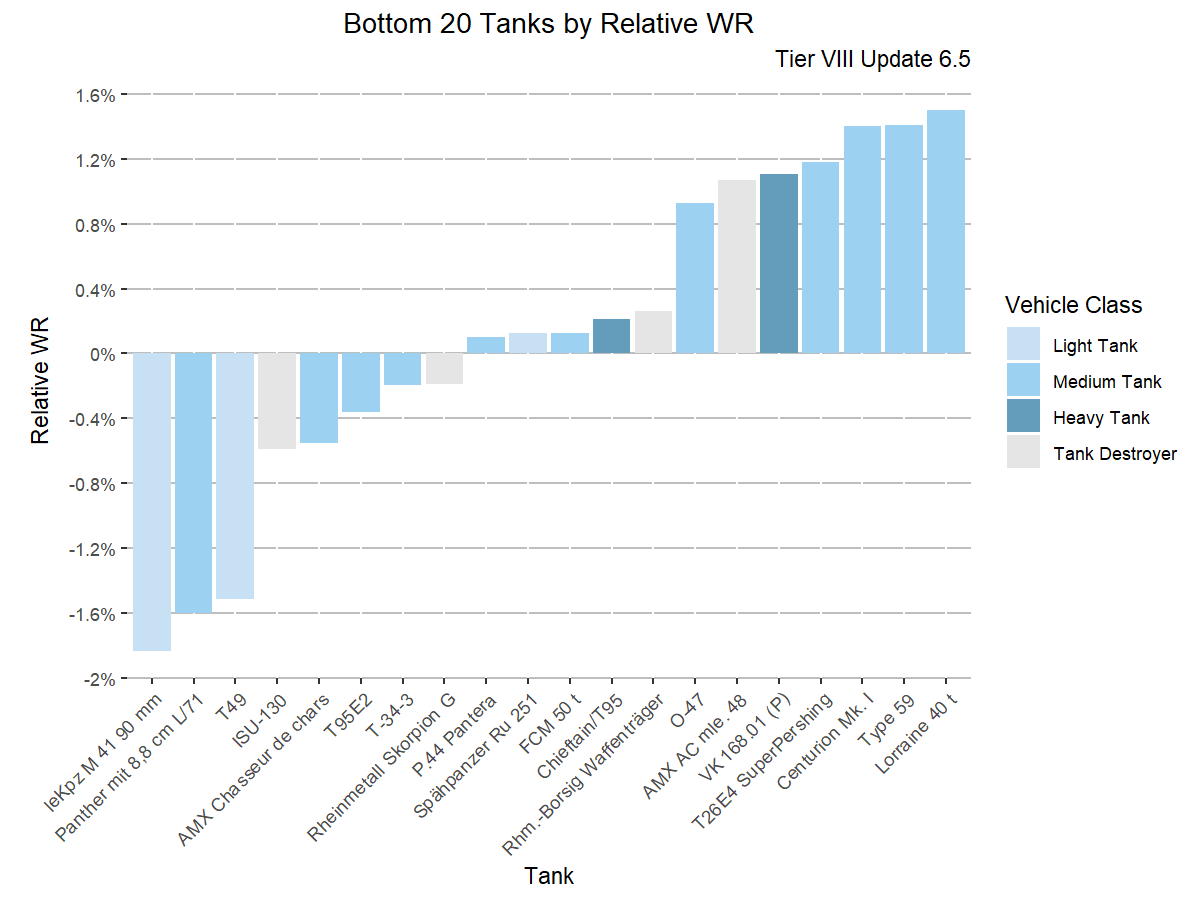 Bottom 20 Tanks by Relative WR
Tier VIII Update 6.5
1.6%
1.2%
0.8%
0.4%
0%
-0.4%
-0.8%
-1.2%
-1.6%
-2%
Relative WR
leKpz M 41 90 mm
Panther mit 8,8 cm L/71
T49
ISU-130
AMX Chasseur de chars
T95E2
T-34-3
Rheinmetall Skorpion G
P.44 Pantera
Spähpanzer Ru 251
FCM 50 t
Chieftain/T95
Rhm.-Borsig Waffenträger
O-47
AMX AC mle. 48
VK 168.01 (P)
T26E4 SuperPershing
Centurion Mk. I
Type 59
Lorraine 40 t
Tank
Vehicle Class
Light Tank
Medium Tank
Heavy Tank
Tank Destroyer